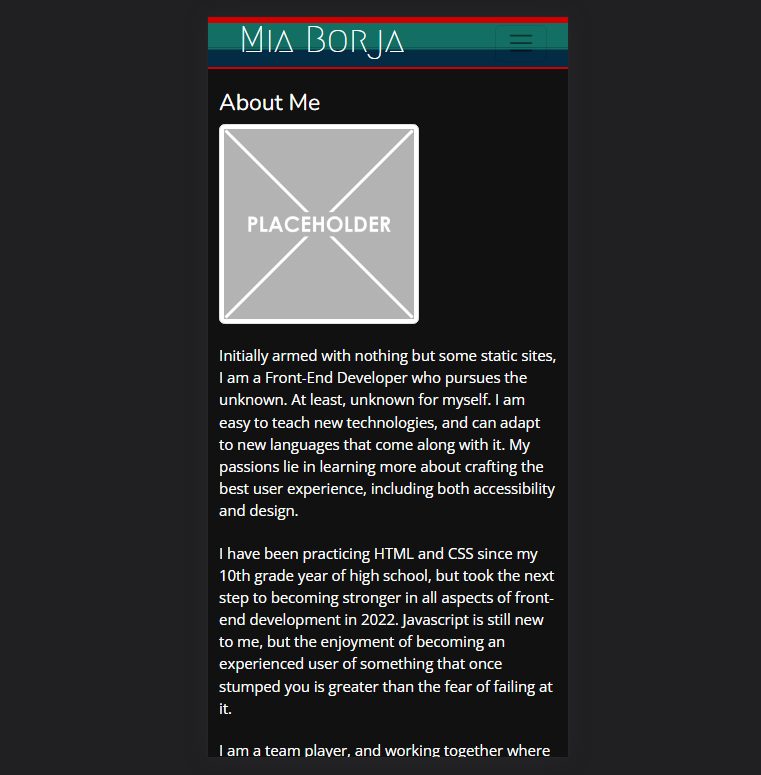 Mia Borja
About Me
PLACEHOLDER
Initially armed with nothing but some static sites,
I am a Front-End Developer who pursues the
unknown. At least, unknown for myself. I am
easy to teach new technologies, and can adapt
to new languages that come along with it. My
passions lie in learning more about crafting the
best user experience, including both accessibility
and design.
I have been practicing HTML and CSS since my
10th grade year of high school, but took the next
step to becoming stronger in all aspects of front-
end development in 2022. Javascript is still new
to me, but the enjoyment of becoming an
experienced user of something that once
stumped you is greater than the fear of failing at
it.
I am a team player, and working together where